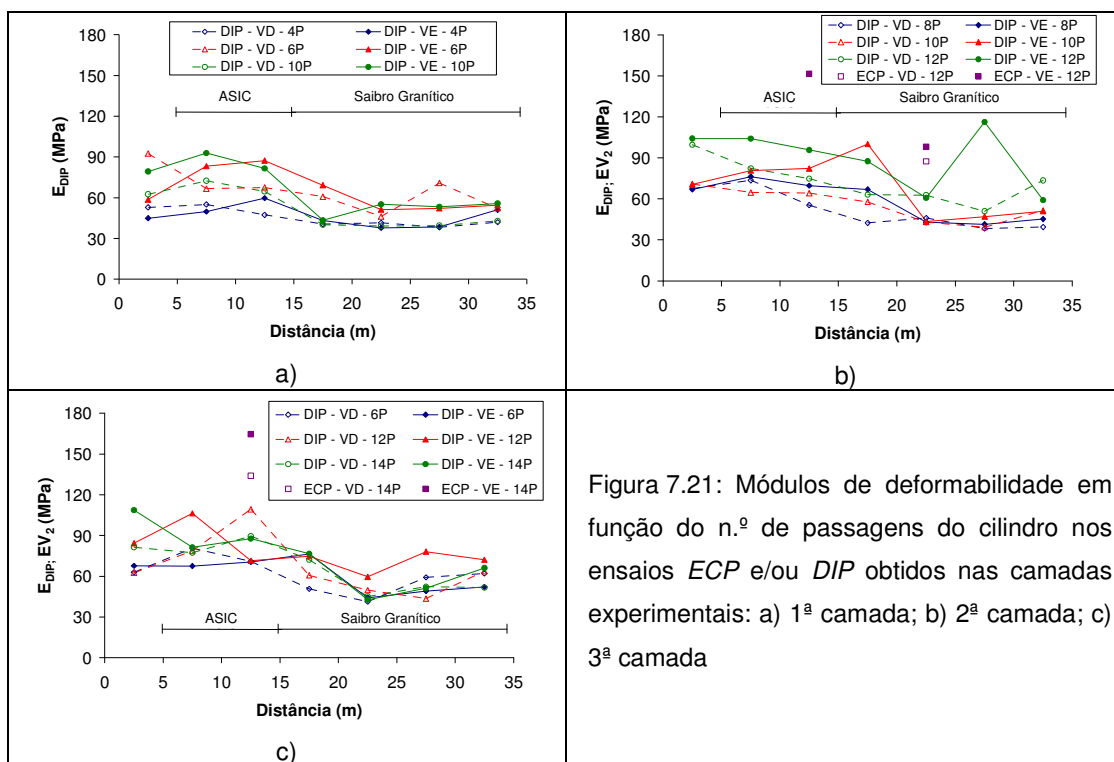 180
150
120
90
60
30
0
E_DIP (MPa)
DIP - VD - 4P
DIP - VE - 4P
DIP - VD - 6P
DIP - VE - 6P
DIP - VD - 10P
DIP - VE - 10P
ASIC
Saibro Granítico
0 5 10 15 20 25 30 35
Distância (m)
a)
180
150
120
90
60
30
0
E_DIP; EV_2 (MPa)
DIP - VD - 8P
DIP - VE - 8P
DIP - VD - 10P
DIP - VE - 10P
DIP - VD - 12P
DIP - VE - 12P
ECP - VD - 12P
ECP - VE - 12P
ASIC
Saibro Granítico
0 5 10 15 20 25 30 35
Distância (m)
b)
180
150
120
90
60
30
0
E_DIP; EV_2 (MPa)
DIP - VD - 6P
DIP - VE - 6P
DIP - VD - 12P
DIP - VE - 12P
DIP - VD - 14P
DIP - VE - 14P
ECP - VD - 14P
ECP - VE - 14P
ASIC
Saibro Granítico
0 5 10 15 20 25 30 35
Distância (m)
c)
Figura 7.21: Módulos de deformabilidade em
função do n.º de passagens do cilindro nos
ensaios ECP e/ou DIP obtidos nas camadas
experimentais: a) 1ª camada; b) 2ª camada; c)
3ª camada